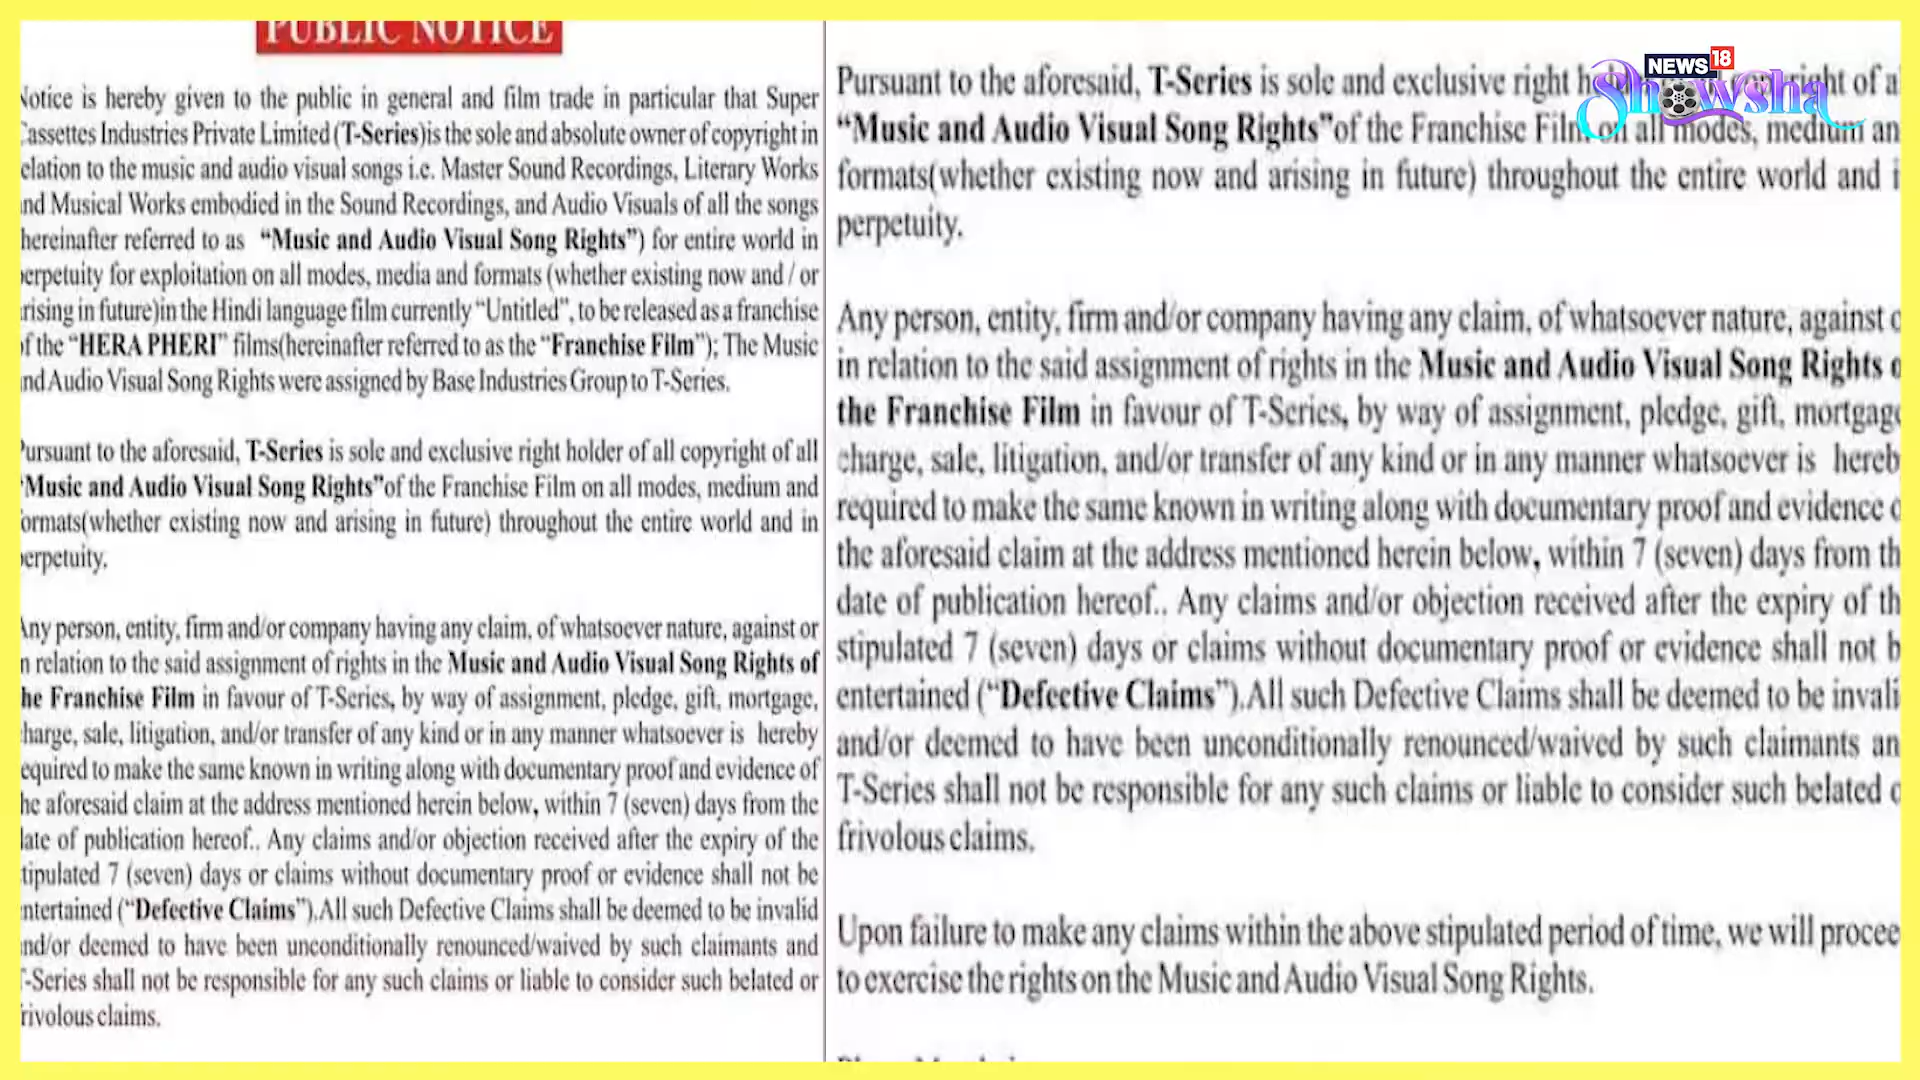 PUBLIC NOTICE
Notice is hereby given to the public in general and film trade in particular that Super
Cassettes Industries Private Limited (T-Series)is the sole and absolute owner of copyright in
relation to the music and audio visual songs i.e. Master Sound Recordings, Literary Works
and Musical Works embodied in the Sound Recordings, and Audio Visuals of all the songs
hereinafter referred to as "Music and Audio Visual Song Rights") for entire world in
perpetuity for exploitation on all modes, media and formats (whether existing now and / or
arising in future)in the Hindi language film currently "Untitled", to be released as a franchise
of the "HERA PHERI" films(hereinafter referred to as the "Franchise Film"); The Music
and Audio Visual Song Rights were assigned by Base Industries Group to T-Series.
Pursuant to the aforesaid, T-Series is sole and exclusive right holder of all copyright of all
"Music and Audio Visual Song Rights"of the Franchise Film on all modes, medium and
formats(whether existing now and arising in future) throughout the entire world and in
perpetuity.
Any person, entity, firm and/or company having any claim, of whatsoever nature, against or
in relation to the said assignment of rights in the Music and Audio Visual Song Rights of
the Franchise Film in favour of T-Series, by way of assignment, pledge, gift, mortgage,
charge, sale, litigation, and/or transfer of any kind or in any manner whatsoever is hereby
required to make the same known in writing along with documentary proof and evidence of
the aforesaid claim at the address mentioned herein below, within 7 (seven) days from the
date of publication hereof.. Any claims and/or objection received after the expiry of the
stipulated 7 (seven) days or claims without documentary proof or evidence shall not be
entertained ("Defective Claims").All such Defective Claims shall be deemed to be invalid
and/or deemed to have been unconditionally renounced/waived by such claimants and
T-Series shall not be responsible for any such claims or liable to consider such belated or
frivolous claims.
Pursuant to the aforesaid, T-Series is sole and exclusive right of a
"Music and Audio Visual Song Rights"of the Franchise Film on all modes, medium an
formats(whether existing now and arising in future) throughout the entire world and i
perpetuity.
Any person, entity, firm and/or company having any claim, of whatsoever nature, against o
in relation to the said assignment of rights in the Music and Audio Visual Song Rights o
the Franchise Film in favour of T-Series, by way of assignment, pledge, gift, mortgage
charge, sale, litigation, and/or transfer of any kind or in any manner whatsoever is hereb
required to make the same known in writing along with documentary proof and evidence o
the aforesaid claim at the address mentioned herein below, within 7 (seven) days from th
date of publication hereof.. Any claims and/or objection received after the expiry of th
stipulated 7 (seven) days or claims without documentary proof or evidence shall not b
entertained ("Defective Claims").All such Defective Claims shall be deemed to be invali
and/or deemed to have been unconditionally renounced/waived by such claimants an
T-Series shall not be responsible for any such claims or liable to consider such belated o
frivolous claims.
Upon failure to make any claims within the above stipulated period of time, we will procee
to exercise the rights on the Music and Audio Visual Song Rights.
NEWS 18
Showsha